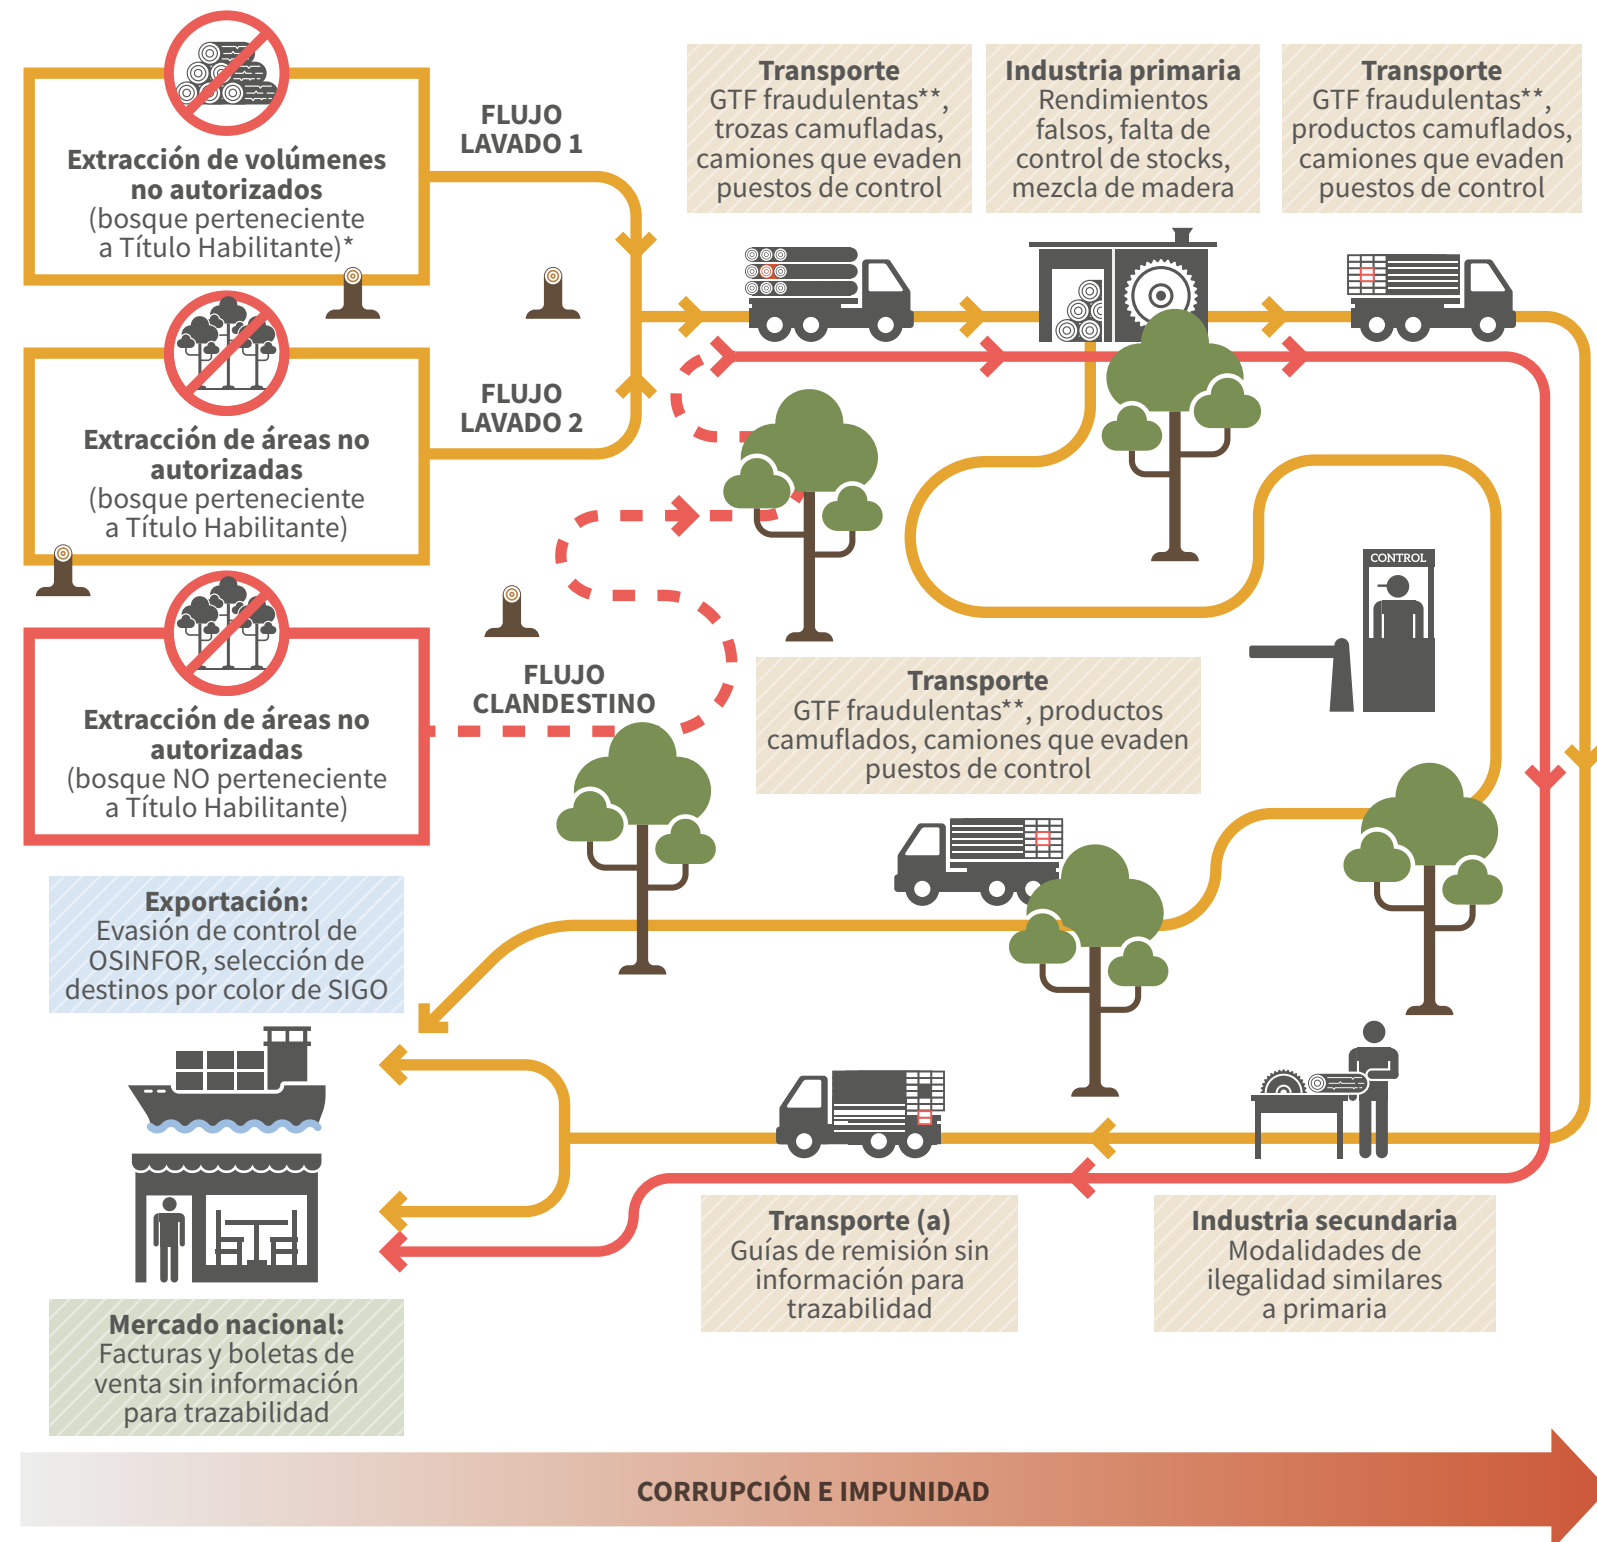 Extracción de volúmenes
no autorizados
(bosque perteneciente
a Título Habilitante)*
FLUJO
LAVADO 1
Transporte
GTF fraudulentas**,
trozas camufladas,
camiones que evaden
puestos de control
Industria primaria
Rendimientos
falsos, falta de
control de stocks,
mezcla de madera
Transporte
GTF fraudulentas**,
productos camuflados,
camiones que evaden
puestos de control
Extracción de áreas no
autorizadas
(bosque perteneciente
a Título Habilitante)
FLUJO
LAVADO 2
CONTROL
Extracción de áreas no
autorizadas
(bosque NO perteneciente
a Título Habilitante)
FLUJO
CLANDESTINO
Transporte
GTF fraudulentas**, productos
camuflados, camiones que evaden
puestos de control
Exportación:
Evasión de control de
OSINFOR, selección de
destinos por color de SIGO
Transporte (a)
Guías de remisión sin
información para
trazabilidad
Industria secundaria
Modalidades de
ilegalidad similares
a primaria
Mercado nacional:
Facturas y boletas de
venta sin información
para trazabilidad
CORRUPCIÓN E IMPUNIDAD